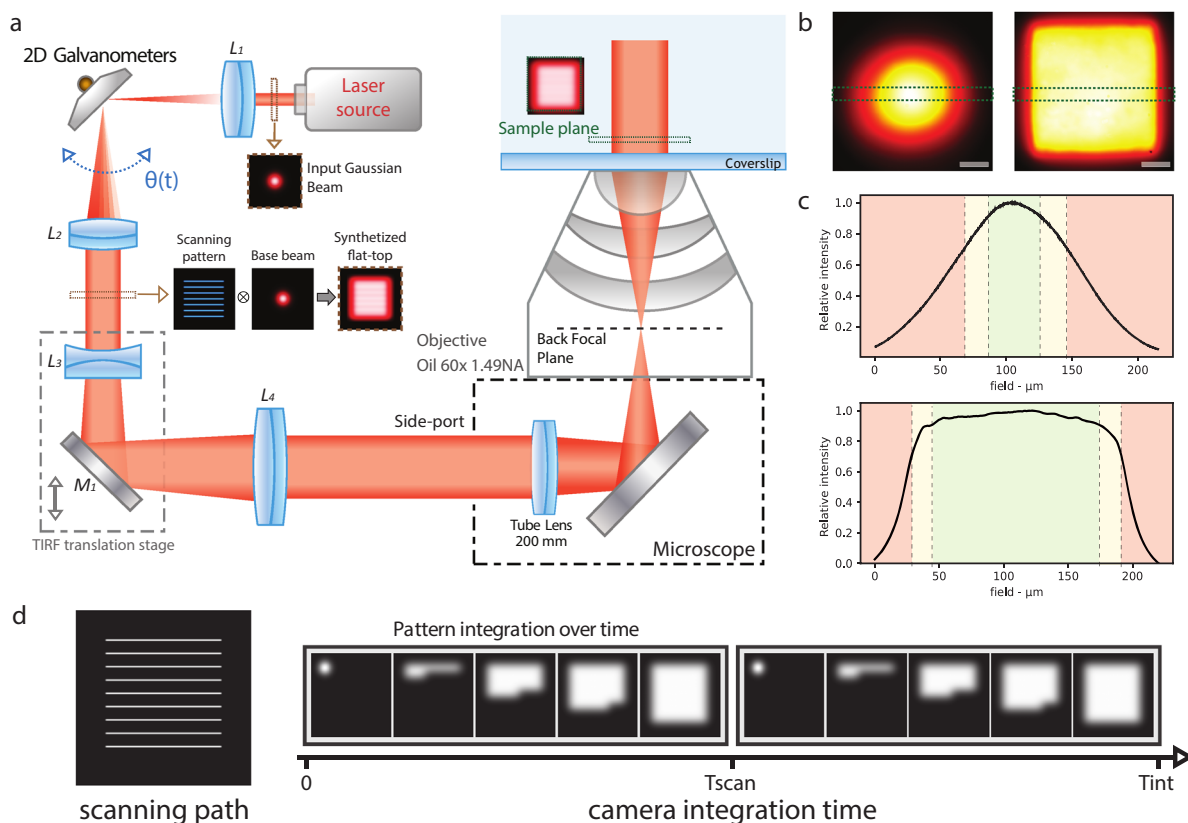 a
2D Galvanometers
L1
Laser
source
θ(t)
Input Gaussian
Beam
L2
Scanning
pattern
Base beam
Synthetized
flat-top
⊗
L3
M1
TIRF translation stage
L4
Side-port
Tube Lens
200 mm
Microscope
Objective
Oil 60x 1.49NA
Back Focal
Plane
Sample plane
Coverslip
b
c
Relative intensity
1.0
0.8
0.6
0.4
0.2
0
50
100
150
200
field - μm
Relative intensity
1.0
0.8
0.6
0.4
0.2
0.0
0
50
100
150
200
field - μm
d
scanning path
Pattern integration over time
0
Tscan
Tint
camera integration time